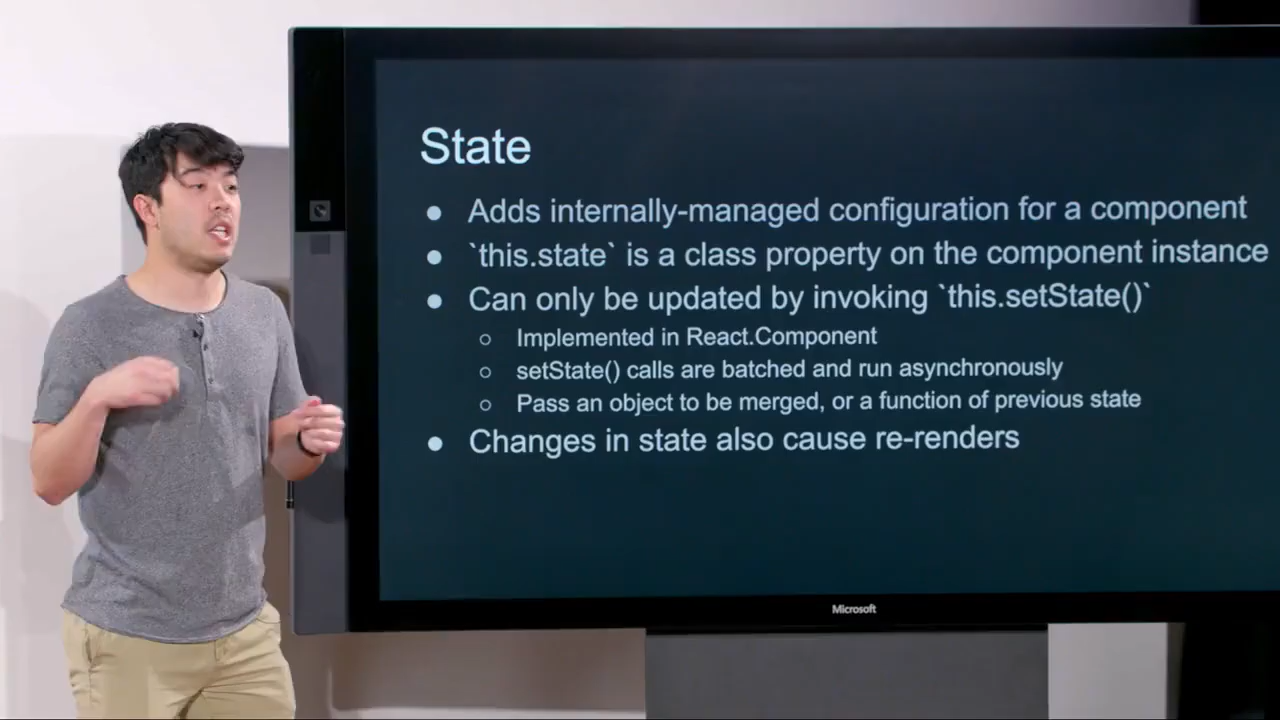 State
● Adds internally-managed configuration for a component
● `this.state` is a class property on the component instance
● Can only be updated by invoking `this.setState()`
○ Implemented in React.Component
○ setState() calls are batched and run asynchronously
○ Pass an object to be merged, or a function of previous state
● Changes in state also cause re-renders
Microsoft